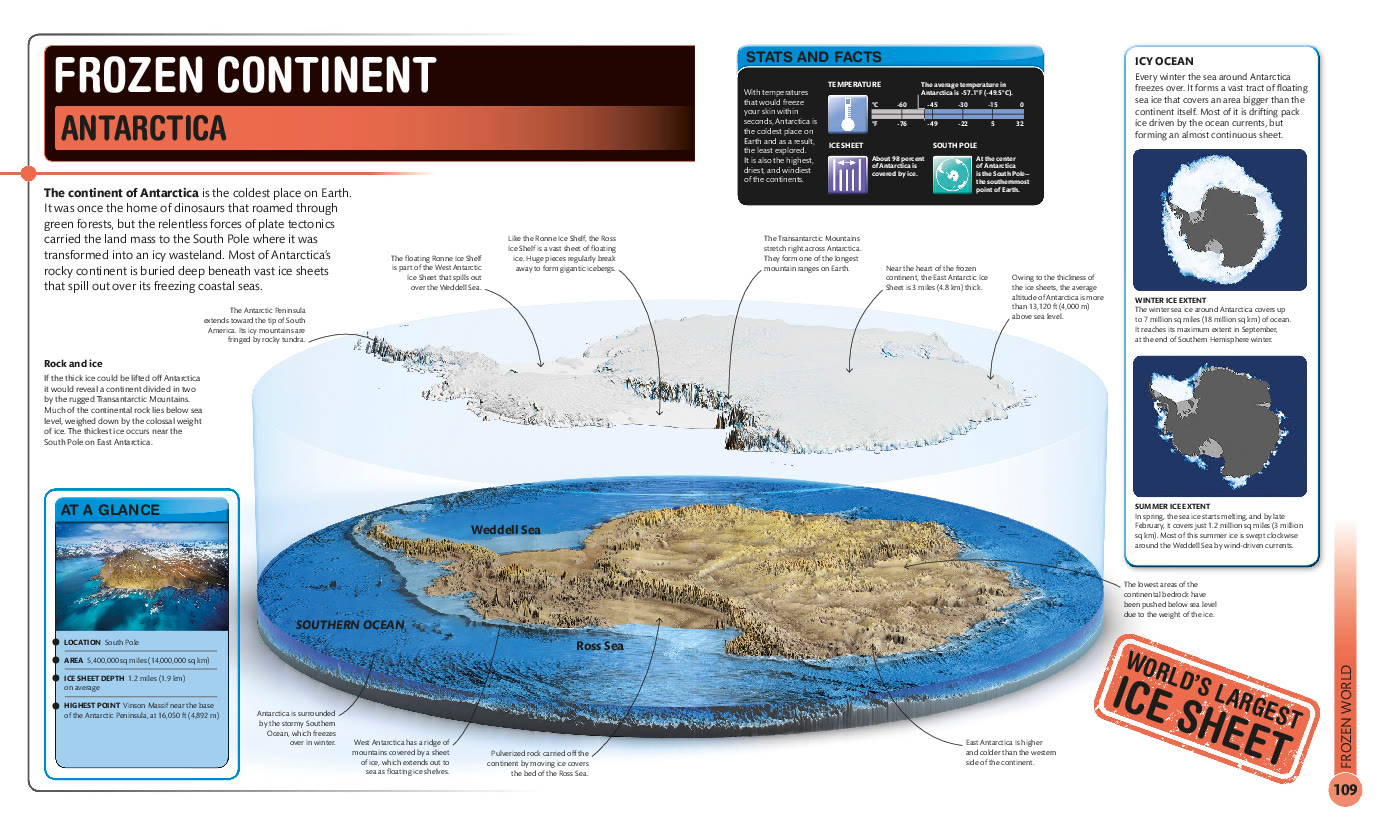 FROZEN CONTINENT
ANTARCTICA
The continent of Antarctica is the coldest place on Earth.
It was once the home of dinosaurs that roamed through
green forests, but the relentless forces of plate tectonics
carried the land mass to the South Pole where it was
transformed into an icy wasteland. Most of Antarctica's
rocky continent is buried deep beneath vast ice sheets
that spill out over its freezing coastal seas.
STATS AND FACTS
With temperatures
that would freeze
your skin within
seconds, Antarctica is
the coldest place on
Earth and as a result,
the least explored.
It is also the highest,
driest, and windiest
of the continents.
TEMPERATURE
The average temperature in
Antarctica is -57.1°F (-49.5°C).
°C -60 -45 -30 -15 0
°F -76 -49 -22 5 32
ICE SHEET
About 98 percent
of Antarctica is
covered by ice.
SOUTH POLE
At the center
of Antarctica
is the South Pole—
the southernmost
point of Earth.
ICY OCEAN
Every winter the sea around Antarctica
freezes over. It forms a vast tract of floating
sea ice that covers an area bigger than the
continent itself. Most of it is drifting pack
ice driven by the ocean currents, but
forming an almost continuous sheet.
WINTER ICE EXTENT
The winter sea ice around Antarctica covers up
to 7 million sq miles (18 million sq km) of ocean.
It reaches its maximum extent in September,
at the end of Southern Hemisphere winter.
SUMMER ICE EXTENT
In spring, the sea ice starts melting, and by late
February, it covers just 1.2 million sq miles (3 million
sq km). Most of this summer ice is swept clockwise
around the Weddell Sea by wind-driven currents.
The Antarctic Peninsula
extends toward the tip of South
America. Its icy mountains are
fringed by rocky tundra.
The floating Ronne Ice Shelf
is part of the West Antarctic
Ice Sheet that spills out
over the Weddell Sea.
Like the Ronne Ice Shelf, the Ross
Ice Shelf is a vast sheet of floating
ice. Huge pieces regularly break
away to form gigantic icebergs.
The Transantarctic Mountains
stretch right across Antarctica.
They form one of the longest
mountain ranges on Earth.
Near the heart of the frozen
continent, the East Antarctic Ice
Sheet is 3 miles (4.8 km) thick.
Owing to the thickness of
the ice sheets, the average
altitude of Antarctica is more
than 13,120 ft (4,000 m)
above sea level.
Rock and ice
If the thick ice could be lifted off Antarctica
it would reveal a continent divided in two
by the rugged Transantarctic Mountains.
Much of the continental rock lies below sea
level, weighed down by the colossal weight
of ice. The thickest ice occurs near the
South Pole on East Antarctica.
AT A GLANCE
LOCATION South Pole
AREA 5,400,000 sq miles (14,000,000 sq km)
ICE SHEET DEPTH 1.2 miles (1.9 km)
on average
HIGHEST POINT Vinson Massif near the base
of the Antarctic Peninsula, at 16,050 ft (4,892 m)
Weddell Sea
SOUTHERN OCEAN
Ross Sea
The lowest areas of the
continental bedrock have
been pushed below sea level
due to the weight of the ice.
Antarctica is surrounded
by the stormy Southern
Ocean, which freezes
over in winter.
West Antarctica has a ridge of
mountains covered by a sheet
of ice, which extends out to
sea as floating ice shelves.
Pulverized rock carried off the
continent by moving ice covers
the bed of the Ross Sea.
East Antarctica is higher
and colder than the western
side of the continent.
WORLD'S LARGEST
ICE SHEET
FROZEN WORLD
109